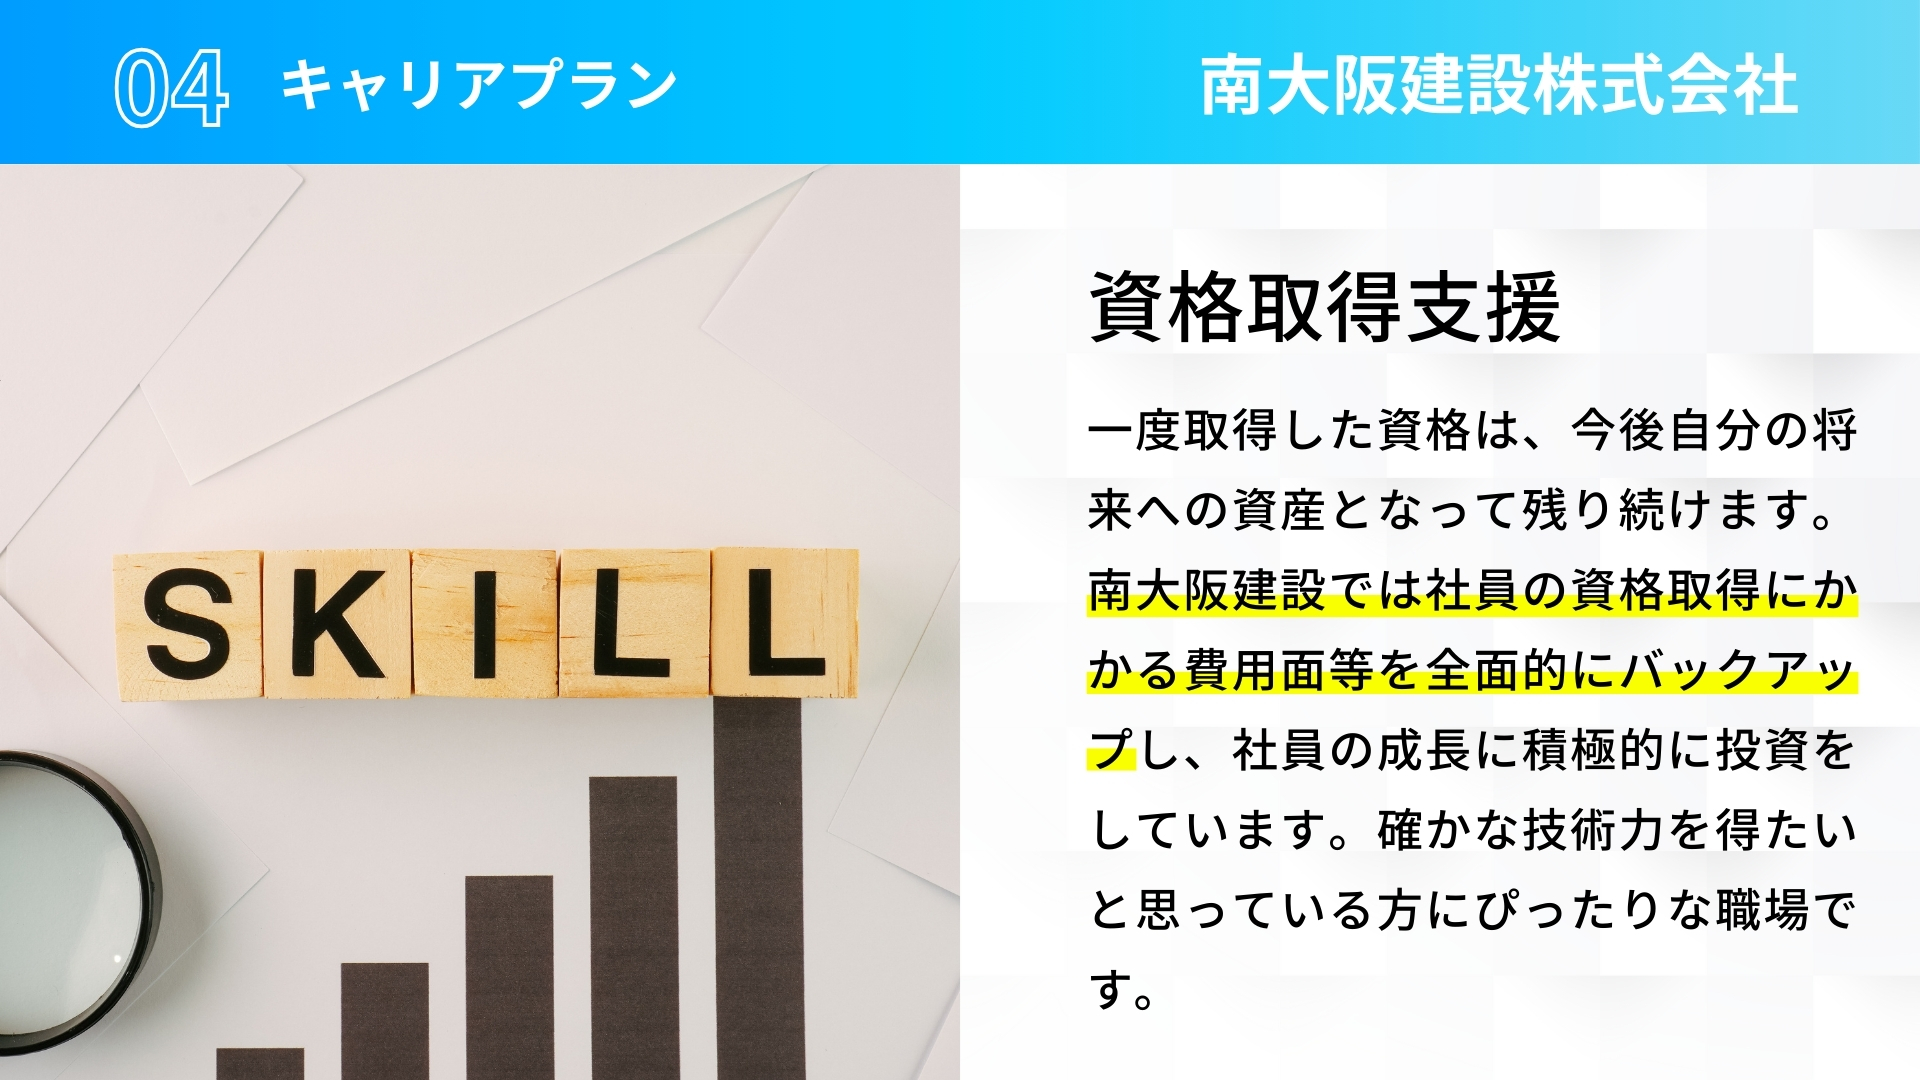 04 キャリアプラン
南大阪建設株式会社
SKILL
資格取得支援
一度取得した資格は、今後自分の将
来への資産となって残り続けます。
南大阪建設では社員の資格取得にか
かる費用面等を全面的にバックアッ
プし、社員の成長に積極的に投資を
しています。確かな技術力を得たい
と思っている方にぴったりな職場で
す。